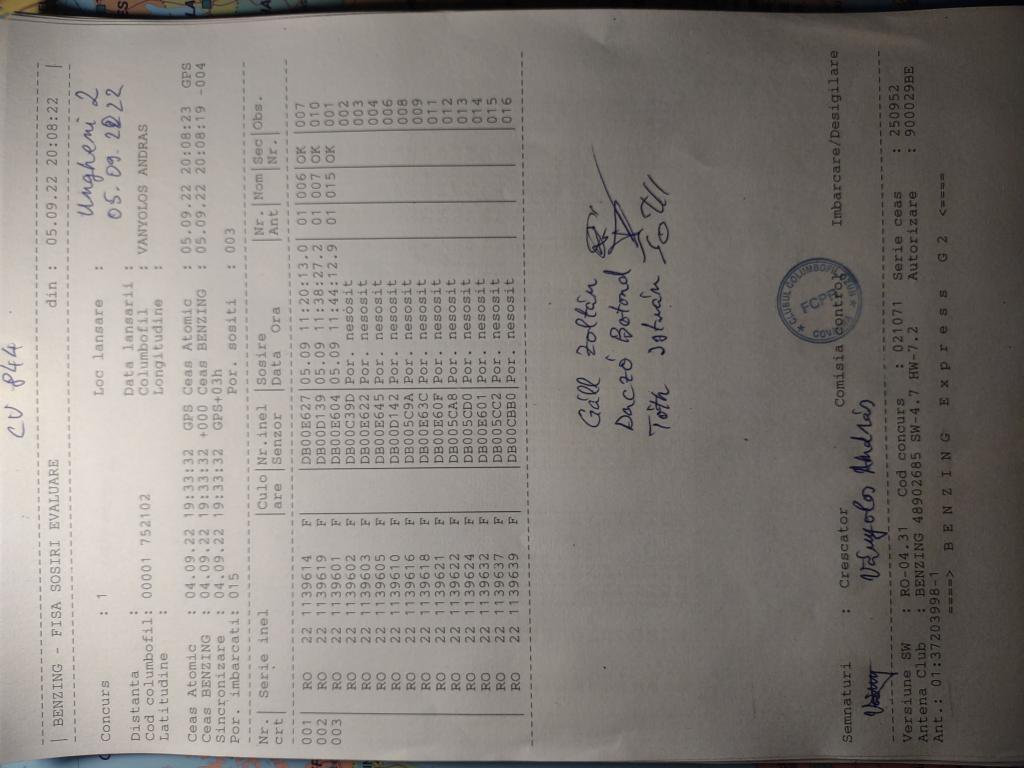 CV 844
| BENZING - FISA SOSIRI EVALUARE din : 05.09.22 20:08:22 |
Concurs : 1 Loc lansare : Ungheni 2
Distanta : Data lansarii : 05.09.2022
Cod columbofil: 00001 752102 Columbofil : VANYOLOS ANDRAS
Latitudine : Longitudine :
Ceas Atomic : 04.09.22 19:33:32 GPS Ceas Atomic : 05.09.22 20:08:23 GPS
Ceas BENZING : 04.09.22 19:33:32 +000 Ceas BENZING : 05.09.22 20:08:19 -004
Sincronizare : 04.09.22 19:33:32 GPS+03h
Por. imbarcati: 015 Por. sositi : 003
Nr.| Serie inel |Culo|Nr.inel |Sosire |Nr. |Nom|Sec|Obs.
crt| |are |Senzor |Data Ora |Ant| |Nr.|
001 | RO 22 1139614 F | |DB00E627|05.09 11:20:13.0| 01|006|OK |007
002 | RO 22 1139619 F | |DB00D139|05.09 11:38:27.2| 01|007|OK |010
003 | RO 22 1139601 F | |DB00E604|05.09 11:44:12.9| 01|015|OK |001
| RO 22 1139602 F | |DB00C39D|Por. nesosit | | | |002
| RO 22 1139603 F | |DB00E622|Por. nesosit | | | |003
| RO 22 1139605 F | |DB00E645|Por. nesosit | | | |004
| RO 22 1139610 F | |DB00D142|Por. nesosit | | | |006
| RO 22 1139616 F | |DB005C9A|Por. nesosit | | | |008
| RO 22 1139618 F | |DB00E63C|Por. nesosit | | | |009
| RO 22 1139621 F | |DB00E60F|Por. nesosit | | | |011
| RO 22 1139622 F | |DB005CA8|Por. nesosit | | | |012
| RO 22 1139624 F | |DB005CD0|Por. nesosit | | | |013
| RO 22 1139632 F | |DB00E601|Por. nesosit | | | |014
| RO 22 1139637 F | |DB005CC2|Por. nesosit | | | |015
| RO 22 1139639 F | |DB00CBB0|Por. nesosit | | | |016
Gáll Zoltán
Daczó Botond
Tóth István
CLUBUL COLUMBOFIL
FCPR
Semnaturi : Crescator Comisia control Imbarcare/Desigilare
Ványolós András
Versiune SW : RO-04.31 Cod concurs : 021071 Serie ceas : 250952
Antena Club : BENZING 48902685 SW-4.7 HW-7.2 Autorizare : 900029BE
Ant.: 01:37203998-1
====> B E N Z I N G E x p r e s s G 2 <====